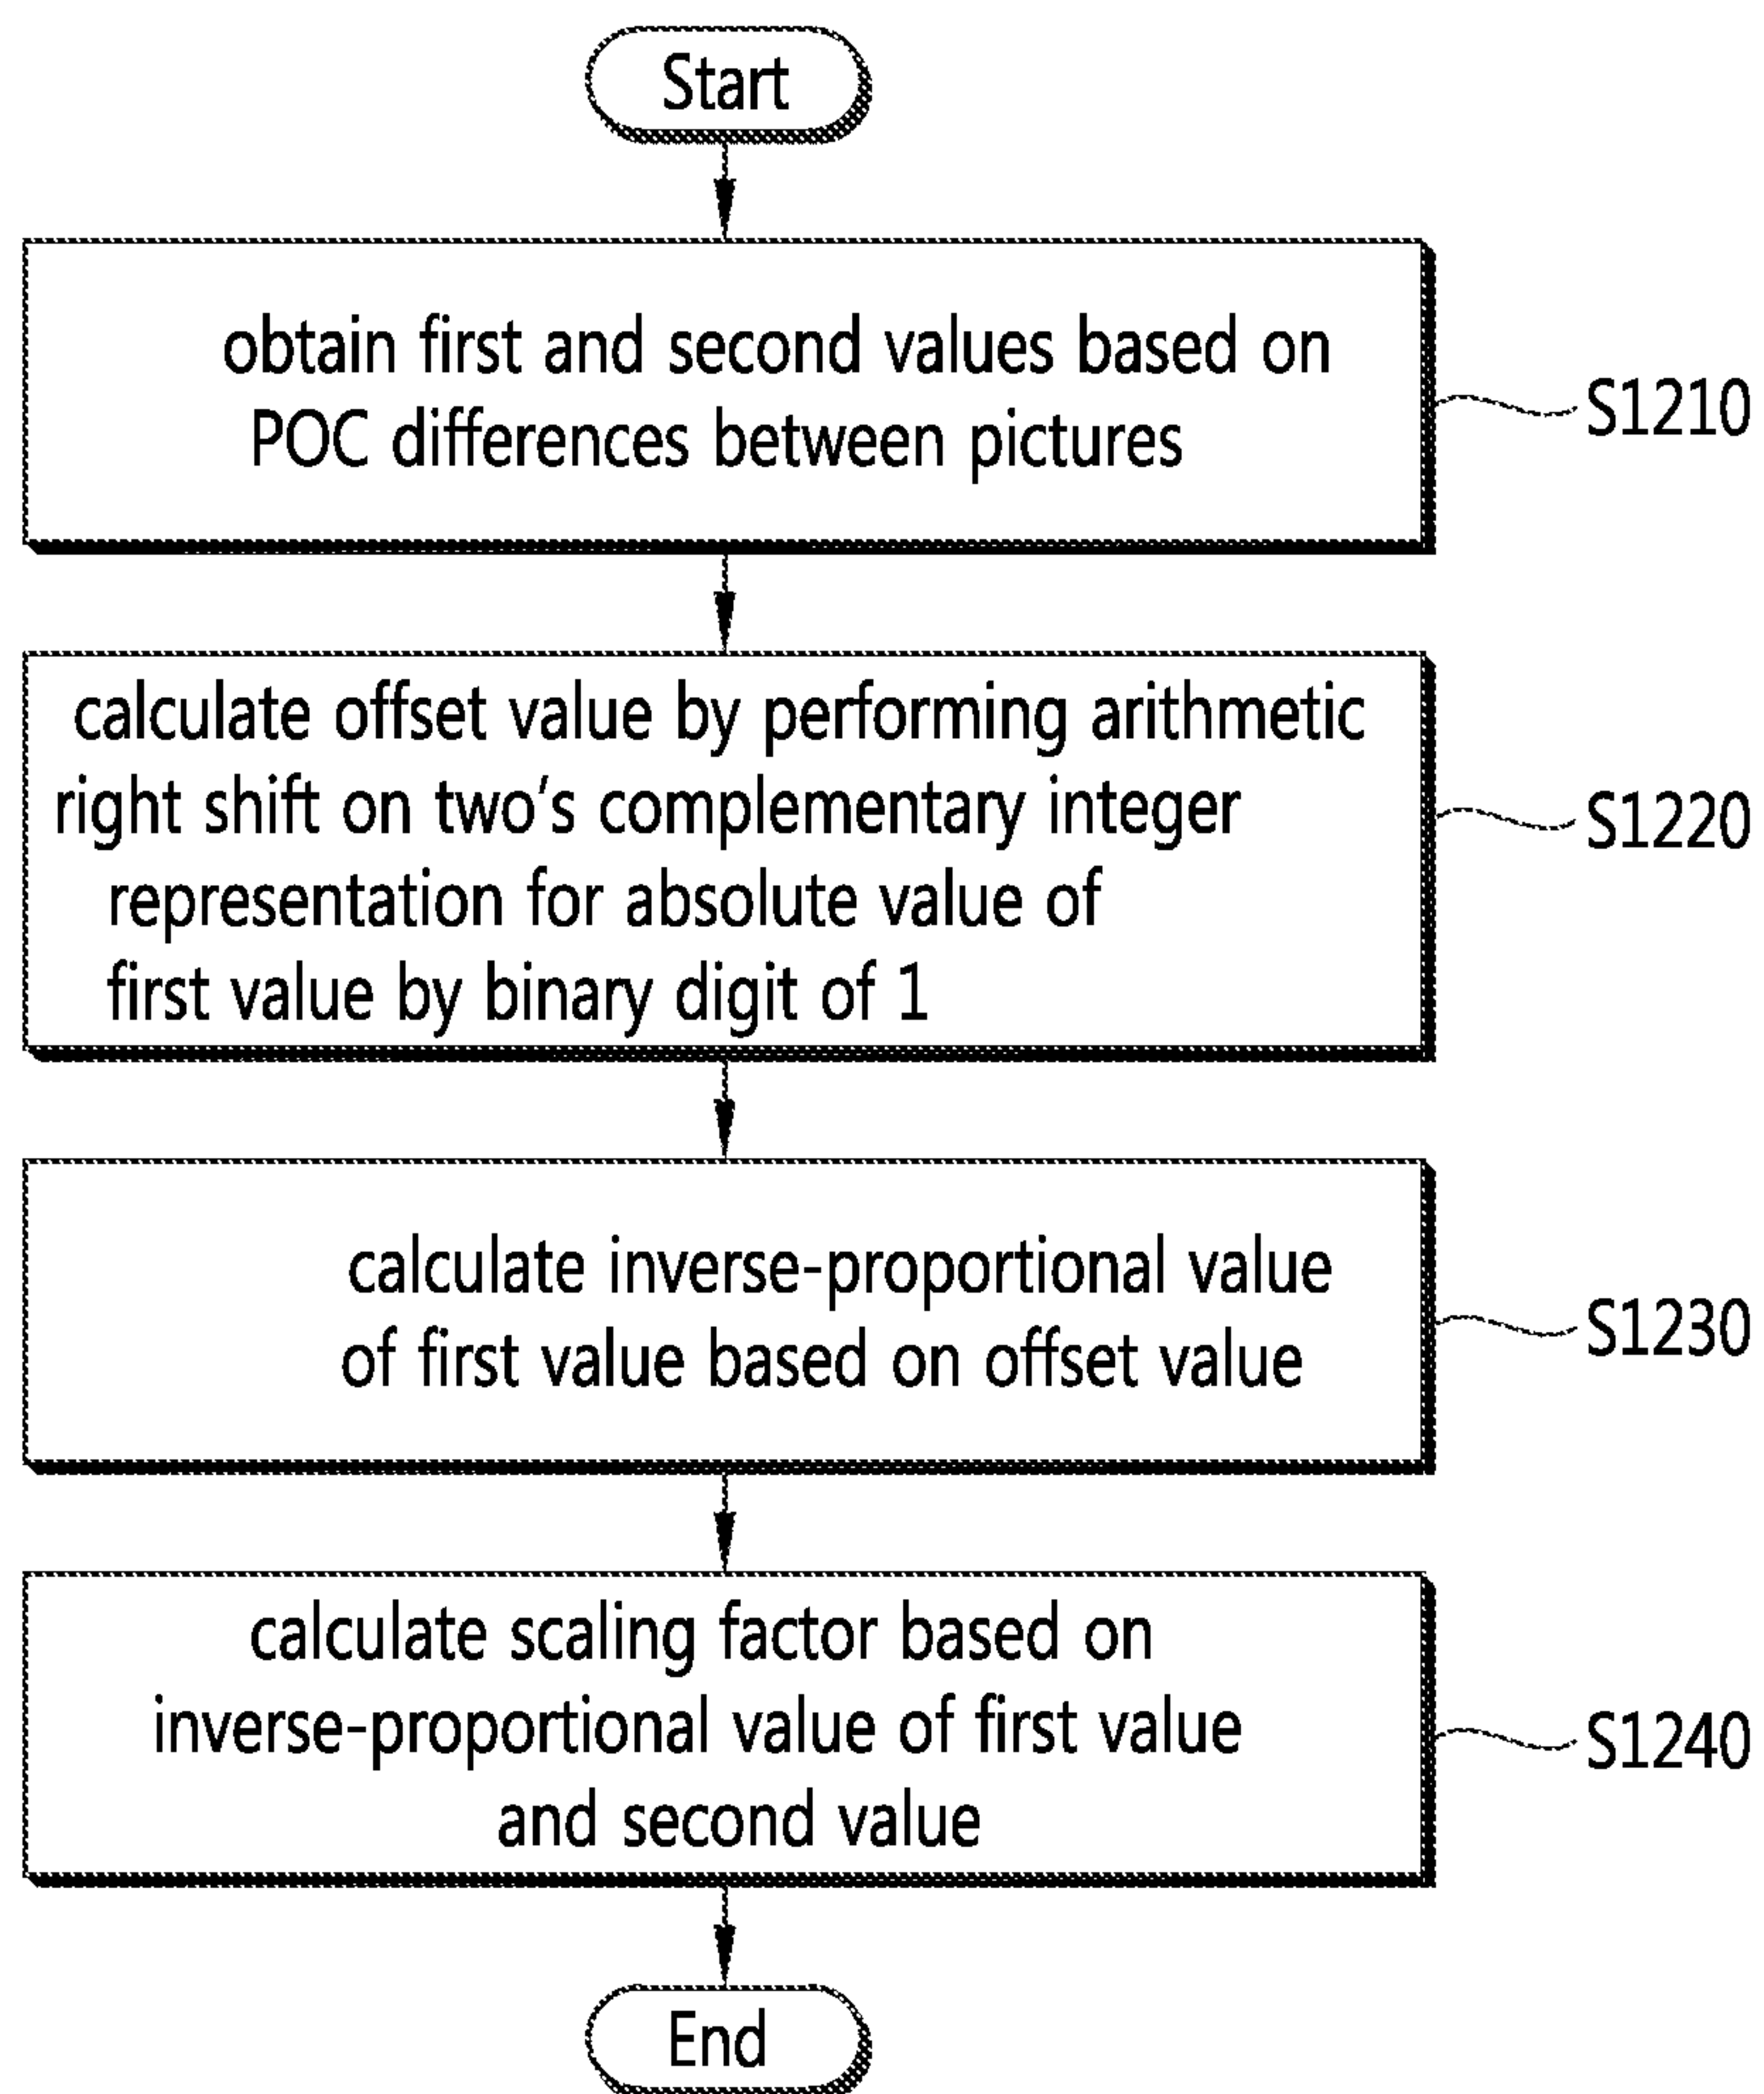 Start
obtain first and second values based on
POC differences between pictures
S1210
calculate offset value by performing arithmetic
right shift on two's complementary integer
representation for absolute value of
first value by binary digit of 1
S1220
calculate inverse-proportional value
of first value based on offset value
S1230
calculate scaling factor based on
inverse-proportional value of first value
and second value
S1240
End